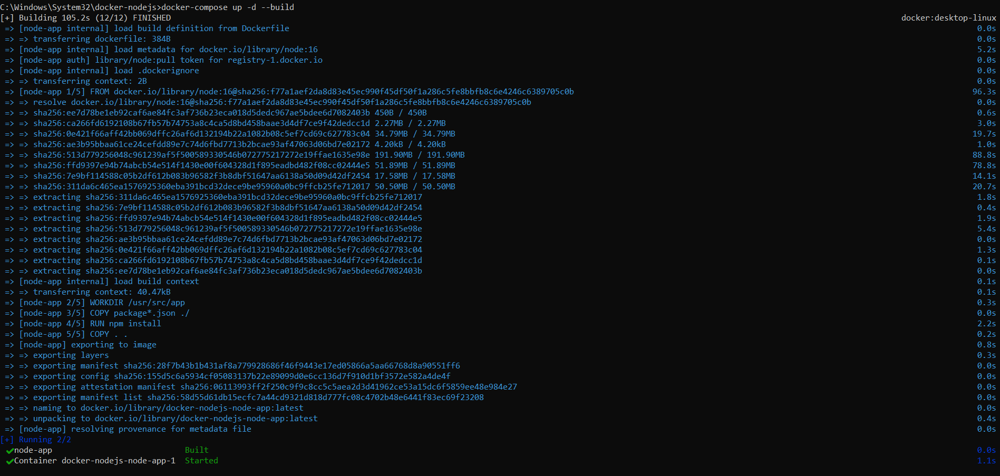 C:\Windows\System32\docker-nodejs>docker-compose up -d --build
[+] Building 105.2s (12/12) FINISHED docker:desktop-linux
=> [node-app internal] load build definition from Dockerfile 0.0s
=> => transferring dockerfile: 384B 0.0s
=> [node-app internal] load metadata for docker.io/library/node:16 5.2s
=> [node-app auth] library/node:pull token for registry-1.docker.io 0.0s
=> [node-app internal] load .dockerignore 0.0s
=> => transferring context: 2B 0.0s
=> [node-app 1/5] FROM docker.io/library/node:16@sha256:f77a1aef2da8d83e45ec990f45df50f1a286c5fe8bbfb8c6e4246c6389705c0b 96.3s
=> => resolve docker.io/library/node:16@sha256:f77a1aef2da8d83e45ec990f45df50f1a286c5fe8bbfb8c6e4246c6389705c0b 0.0s
=> => sha256:ee7d78be1eb92caf6ae84fc3af736b23eca018d5dedc967ae5bdee6d7082403b 450B / 450B 0.6s
=> => sha256:ca266fd6192108b67fb57b74753a8c4ca5d8bd458baae3d4df7ce9f42dedcc1d 2.27MB / 2.27MB 3.0s
=> => sha256:0e421f66aff42bb069dffc26af6d132194b22a1082b08c5ef7cd69c627783c04 34.79MB / 34.79MB 19.7s
=> => sha256:ae3b95bbaa61ce24cefdd89e7c74d6fbd7713b2bcae93af47063d06bd7e02172 4.20kB / 4.20kB 1.0s
=> => sha256:513d779256048c961239af5f500589330546b072775217272e19ffae1635e98e 191.90MB / 191.90MB 88.8s
=> => sha256:ffd9397e94b74abcb54e514f1430e00f604328d1f895eadbd482f08cc02444e5 51.89MB / 51.89MB 78.8s
=> => sha256:7e9bf114588c05b2df612b083b96582f3b8dbf51647aa6138a50d09d42df2454 17.58MB / 17.58MB 14.1s
=> => sha256:311da6c465ea1576925360eba391bcd32dece9be95960a0bc9ffcb25fe712017 50.50MB / 50.50MB 20.7s
=> => extracting sha256:311da6c465ea1576925360eba391bcd32dece9be95960a0bc9ffcb25fe712017 1.8s
=> => extracting sha256:7e9bf114588c05b2df612b083b96582f3b8dbf51647aa6138a50d09d42df2454 0.4s
=> => extracting sha256:ffd9397e94b74abcb54e514f1430e00f604328d1f895eadbd482f08cc02444e5 1.9s
=> => extracting sha256:513d779256048c961239af5f500589330546b072775217272e19ffae1635e98e 5.4s
=> => extracting sha256:ae3b95bbaa61ce24cefdd89e7c74d6fbd7713b2bcae93af47063d06bd7e02172 0.0s
=> => extracting sha256:0e421f66aff42bb069dffc26af6d132194b22a1082b08c5ef7cd69c627783c04 1.3s
=> => extracting sha256:ca266fd6192108b67fb57b74753a8c4ca5d8bd458baae3d4df7ce9f42dedcc1d 0.1s
=> => extracting sha256:ee7d78be1eb92caf6ae84fc3af736b23eca018d5dedc967ae5bdee6d7082403b 0.0s
=> [node-app internal] load build context 0.1s
=> => transferring context: 40.47kB 0.1s
=> [node-app 2/5] WORKDIR /usr/src/app 0.3s
=> [node-app 3/5] COPY package*.json ./ 0.0s
=> [node-app 4/5] RUN npm install 2.2s
=> [node-app 5/5] COPY . . 0.2s
=> [node-app] exporting to image 0.8s
=> => exporting layers 0.3s
=> => exporting manifest sha256:28f7b43b1b431af8a779928686f46f9443e17ed05866a5aa66768d8a90551ff6 0.0s
=> => exporting config sha256:155d5c6a5934cf05083137b22e89099d0e6cc136d7f910d1bf3572e582a4de4f 0.0s
=> => exporting attestation manifest sha256:06113993ff2f250c9f9c8cc5c5aea2d3d41962ce53a15dc6f5859ee48e984e27 0.0s
=> => exporting manifest list sha256:58d55d61db15ecfc7a44cd9321d818d777fc08c4702b48e6441f83ec69f23208 0.0s
=> => naming to docker.io/library/docker-nodejs-node-app:latest 0.0s
=> => unpacking to docker.io/library/docker-nodejs-node-app:latest 0.4s
=> [node-app] resolving provenance for metadata file 0.0s
[+] Running 2/2
✔node-app Built 0.0s
✔Container docker-nodejs-node-app-1 Started 1.1s